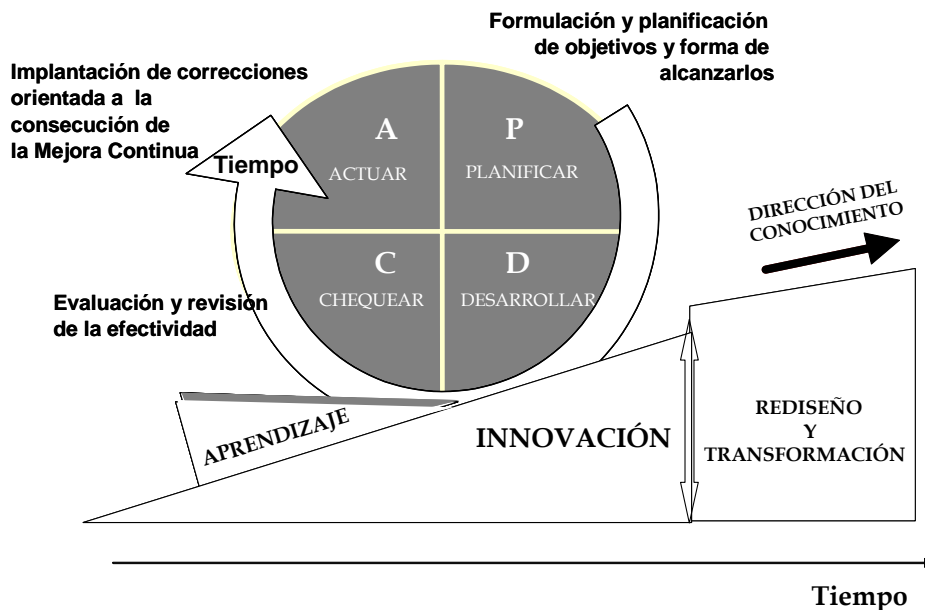 Formulación y planificación
de objetivos y forma de
alcanzarlos
Implantación de correcciones
orientada a la
consecución de
la Mejora Continua
Tiempo
A
ACTUAR
P
PLANIFICAR
C
CHEQUEAR
D
DESARROLLAR
DIRECCIÓN DEL
CONOCIMIENTO
Evaluación y revisión
de la efectividad
APRENDIZAJE
INNOVACIÓN
REDISEÑO
Y
TRANSFORMACIÓN
Tiempo